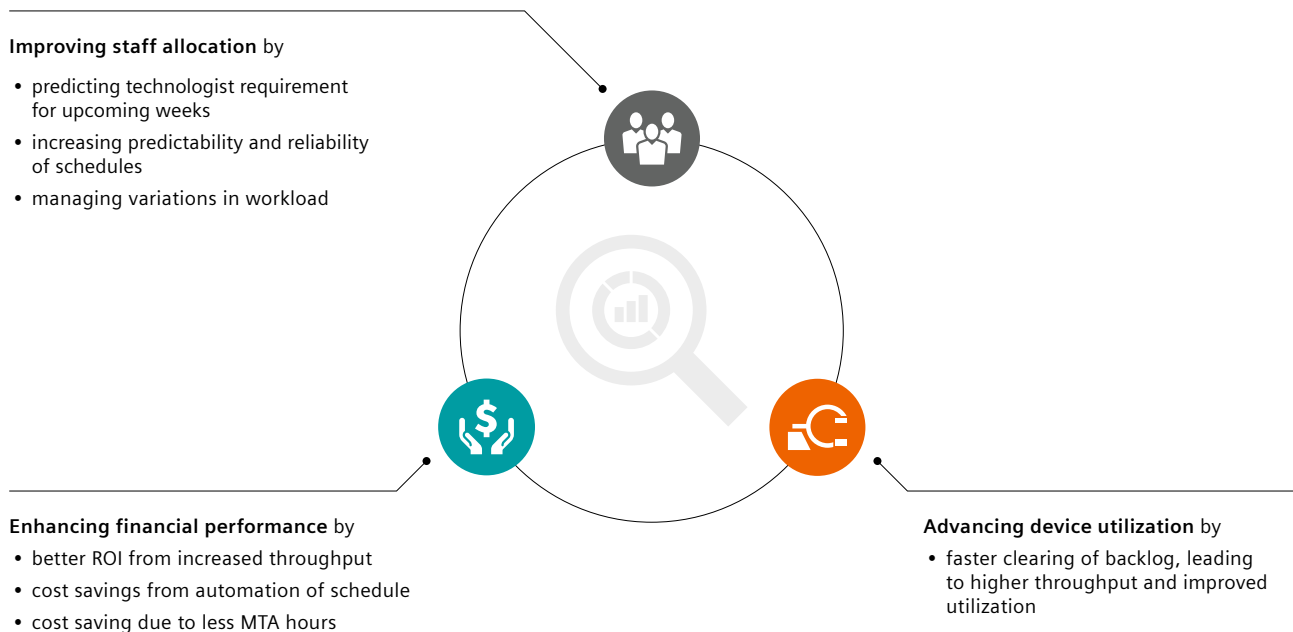 Improving staff allocation by
• predicting technologist requirement
for upcoming weeks
• increasing predictability and reliability
of schedules
• managing variations in workload
$
Enhancing financial performance by
• better ROI from increased throughput
• cost savings from automation of schedule
• cost saving due to less MTA hours
Advancing device utilization by
• faster clearing of backlog, leading
to higher throughput and improved
utilization